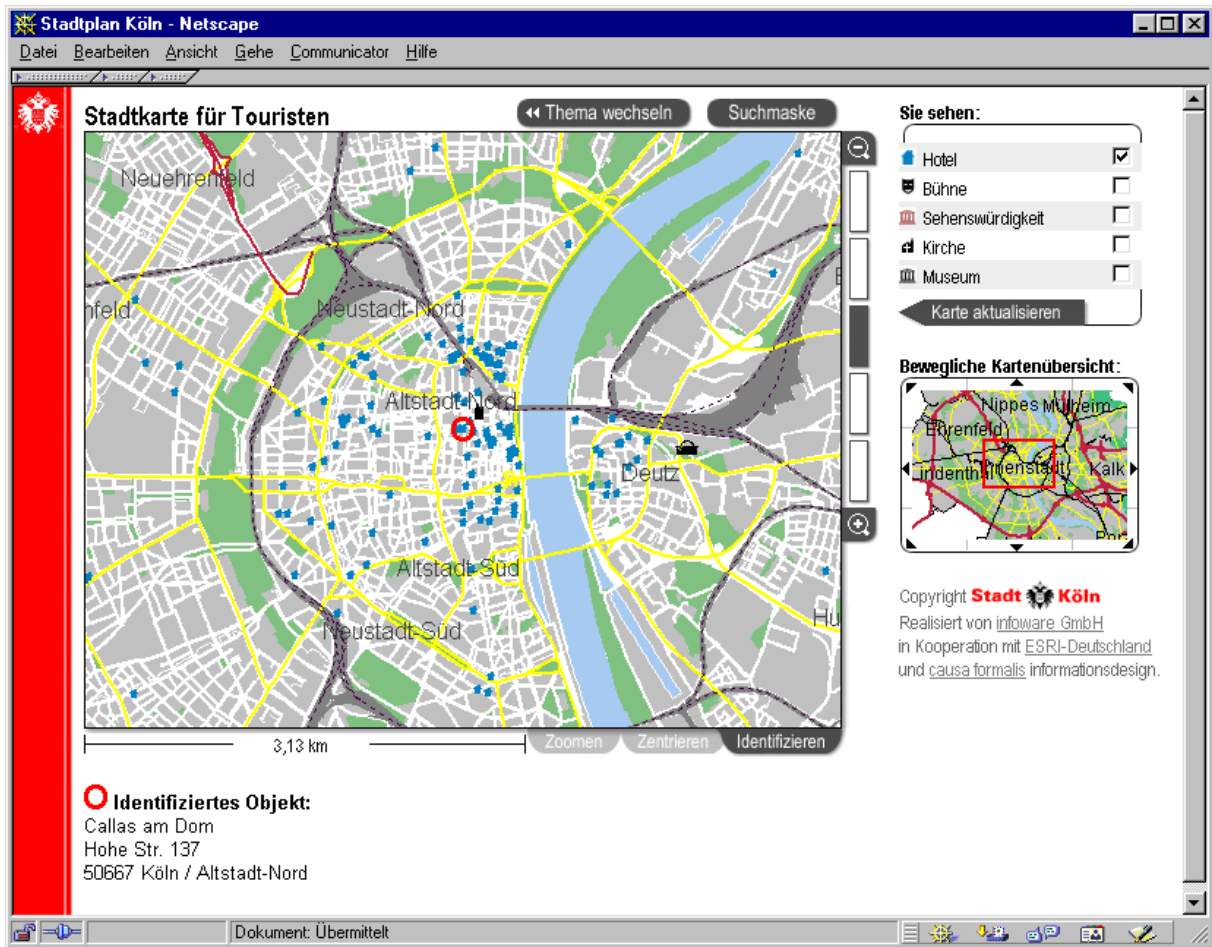 Stadtplan Köln - Netscape
Datei Bearbeiten Ansicht Gehe Communicator Hilfe
Stadtkarte für Touristen
Thema wechseln
Suchmaske
Neuehrenfeld
Neustadt-Nord
nfeld
Altstadt-Nord
Deutz
Altstadt-Süd
Neustadt-Süd
Hu
3,13 km
Zoomen
Zentrieren
Identifizieren
Identifiziertes Objekt:
Callas am Dom
Hohe Str. 137
50667 Köln / Altstadt-Nord
Sie sehen:
Hotel
Bühne
Sehenswürdigkeit
Kirche
Museum
Karte aktualisieren
Bewegliche Kartenübersicht:
Nippes Mülheim
Ehrenfeld
indenth nenstadt Kalk
Copyright Stadt Köln
Realisiert von infoware GmbH
in Kooperation mit ESRI-Deutschland
und causa formalis informationsdesign.
Dokument: Übermittelt